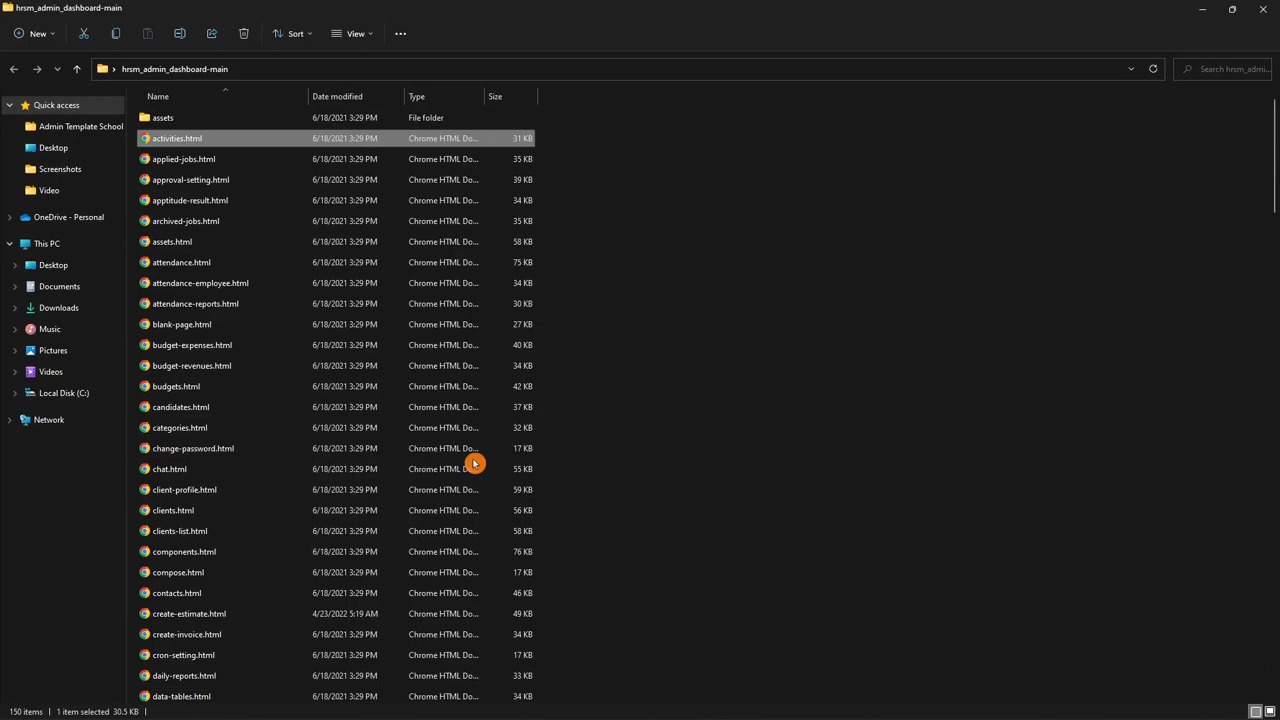 hrsm_admin_dashboard-main
New
Sort
View
hrsm_admin_dashboard-main
Search hrsm_admi...
Name Date modified Type Size
Quick access
Admin Template School
Desktop
Screenshots
Video
OneDrive - Personal
This PC
Desktop
Documents
Downloads
Music
Pictures
Videos
Local Disk (C:)
Network
assets 6/18/2021 3:29 PM File folder
activities.html 6/18/2021 3:29 PM Chrome HTML Do... 31 KB
applied-jobs.html 6/18/2021 3:29 PM Chrome HTML Do... 35 KB
approval-setting.html 6/18/2021 3:29 PM Chrome HTML Do... 39 KB
apptitude-result.html 6/18/2021 3:29 PM Chrome HTML Do... 34 KB
archived-jobs.html 6/18/2021 3:29 PM Chrome HTML Do... 35 KB
assets.html 6/18/2021 3:29 PM Chrome HTML Do... 58 KB
attendance.html 6/18/2021 3:29 PM Chrome HTML Do... 75 KB
attendance-employee.html 6/18/2021 3:29 PM Chrome HTML Do... 34 KB
attendance-reports.html 6/18/2021 3:29 PM Chrome HTML Do... 30 KB
blank-page.html 6/18/2021 3:29 PM Chrome HTML Do... 27 KB
budget-expenses.html 6/18/2021 3:29 PM Chrome HTML Do... 40 KB
budget-revenues.html 6/18/2021 3:29 PM Chrome HTML Do... 34 KB
budgets.html 6/18/2021 3:29 PM Chrome HTML Do... 42 KB
candidates.html 6/18/2021 3:29 PM Chrome HTML Do... 37 KB
categories.html 6/18/2021 3:29 PM Chrome HTML Do... 32 KB
change-password.html 6/18/2021 3:29 PM Chrome HTML Do... 17 KB
chat.html 6/18/2021 3:29 PM Chrome HTML 55 KB
client-profile.html 6/18/2021 3:29 PM Chrome HTML Do... 59 KB
clients.html 6/18/2021 3:29 PM Chrome HTML Do... 56 KB
clients-list.html 6/18/2021 3:29 PM Chrome HTML Do... 58 KB
components.html 6/18/2021 3:29 PM Chrome HTML Do... 76 KB
compose.html 6/18/2021 3:29 PM Chrome HTML Do... 17 KB
contacts.html 6/18/2021 3:29 PM Chrome HTML Do... 46 KB
create-estimate.html 4/23/2022 5:19 AM Chrome HTML Do... 49 KB
create-invoice.html 6/18/2021 3:29 PM Chrome HTML Do... 34 KB
cron-setting.html 6/18/2021 3:29 PM Chrome HTML Do... 17 KB
daily-reports.html 6/18/2021 3:29 PM Chrome HTML Do... 33 KB
data-tables.html 6/18/2021 3:29 PM Chrome HTML Do... 34 KB
150 items 1 item selected 30.5 KB